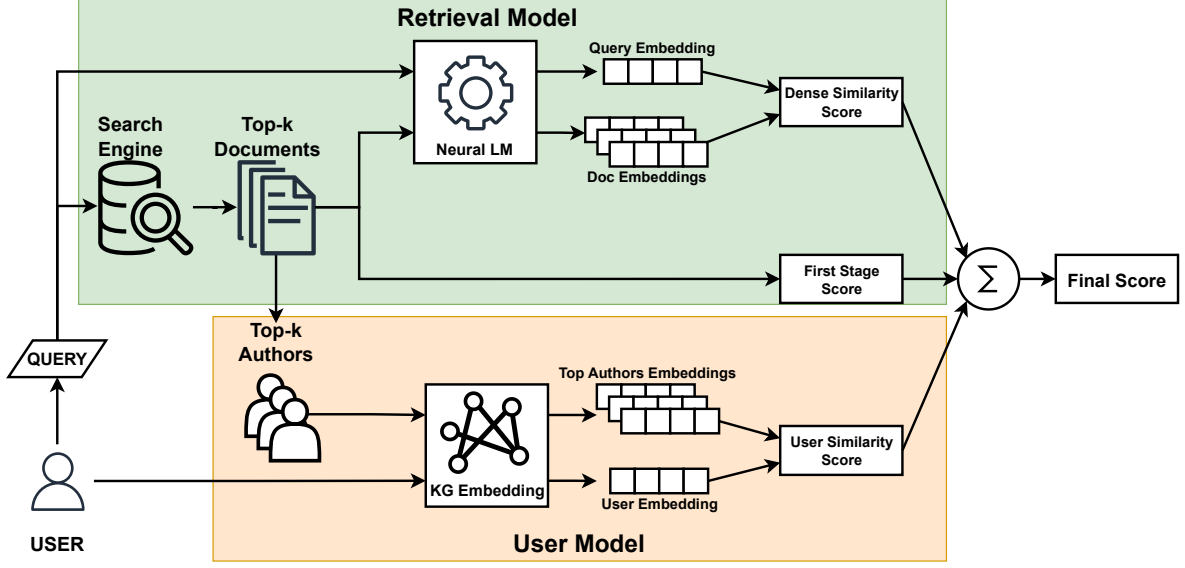 Retrieval Model
Query Embedding
Search
Engine
Top-k
Documents
Neural LM
Dense Similarity
Score
Doc Embeddings
First Stage
Score
Σ
Final Score
QUERY
Top-k
Authors
Top Authors Embeddings
KG Embedding
User Similarity
Score
User Embedding
USER
User Model